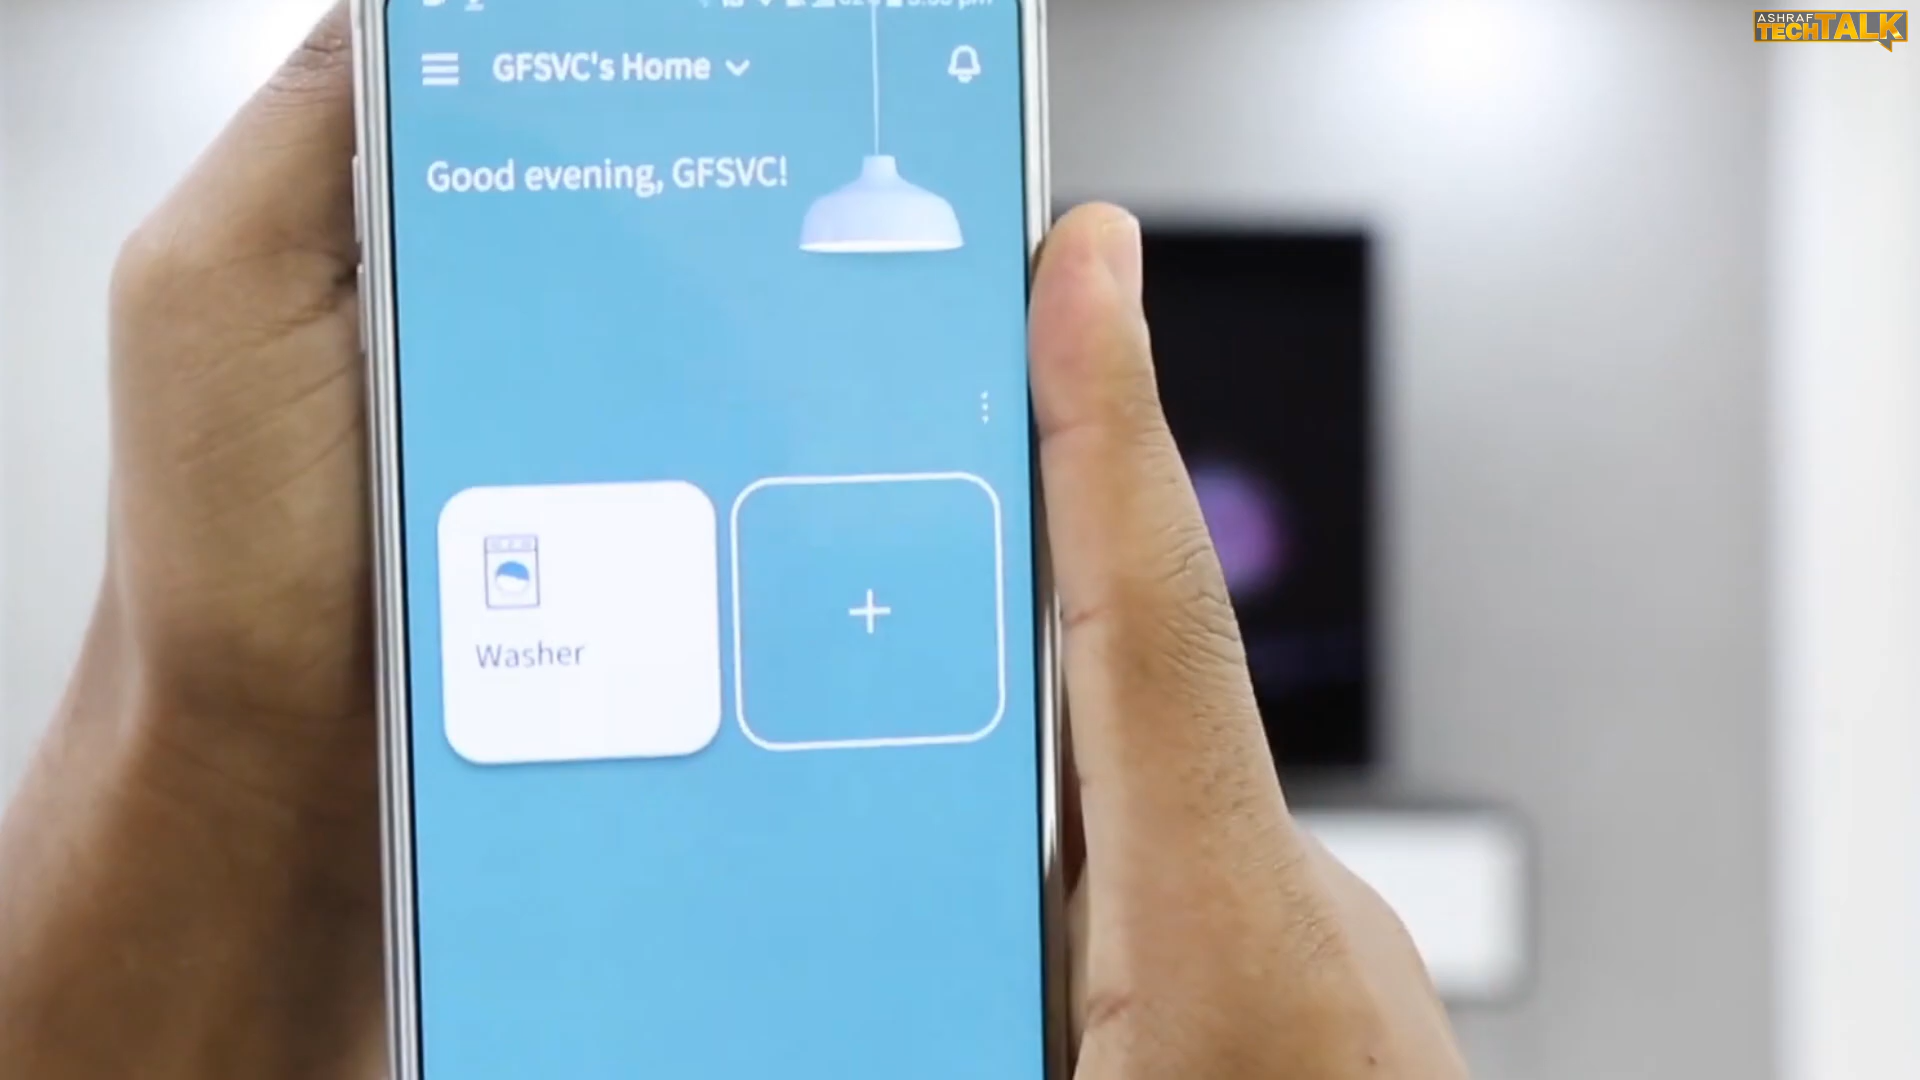 ASHRAF
TECHTALK
GFSVC's Home
Good evening, GFSVC!
Washer